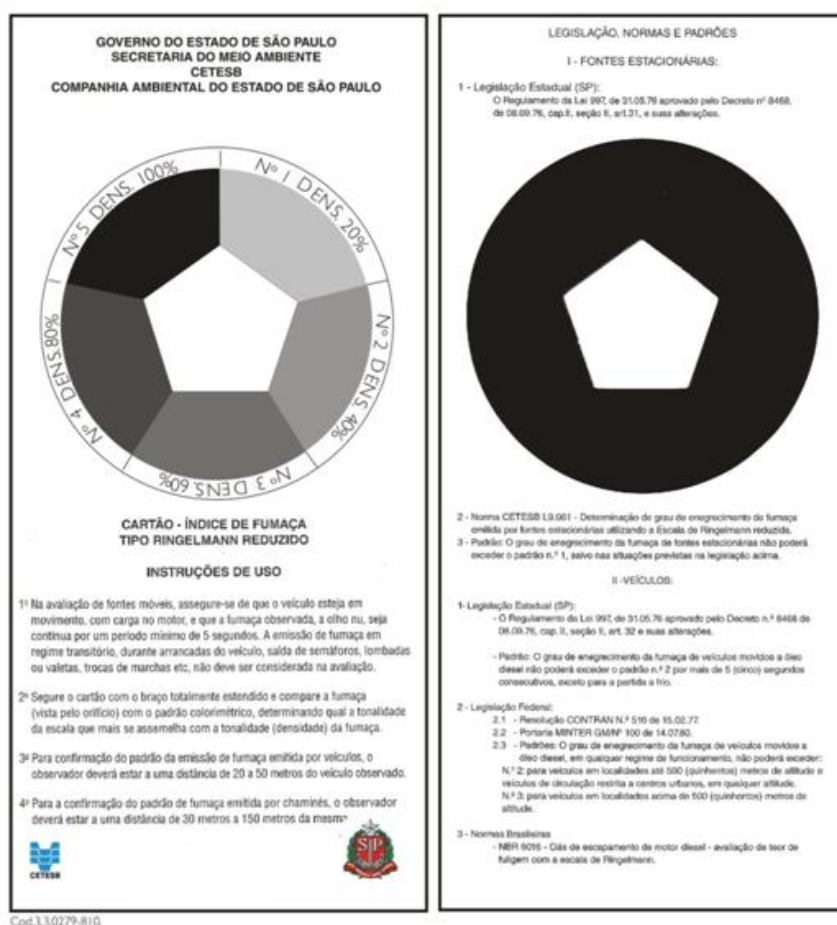 GOVERNO DO ESTADO DE SÃO PAULO
SECRETARIA DO MEIO AMBIENTE
CETESB
COMPANHIA AMBIENTAL DO ESTADO DE SÃO PAULO
Nº 1 DENS. 20%
Nº 2 DENS. 40%
Nº 3 DENS. 60%
Nº 4 DENS. 80%
Nº 5 DENS. 100%
CARTÃO - ÍNDICE DE FUMAÇA
TIPO RINGELMANN REDUZIDO
INSTRUÇÕES DE USO
1ª Na avaliação de fontes móveis, assegure-se de que o veículo esteja em
movimento, com carga no motor, e que a fumaça observada, a olho nu, seja
contínua por um período mínimo de 5 segundos. A emissão de fumaça em
regime transitório, durante arrancadas do veículo, saída de semáforos, lombadas
ou valetas, trocas de marchas etc, não deve ser considerada na avaliação.
2ª Segure o cartão com o braço totalmente estendido e compare a fumaça
(vista pelo orifício) com o padrão colorimétrico, determinando qual a tonalidade
da escala que mais se assemelha com a tonalidade (densidade) da fumaça.
3ª Para confirmação do padrão da emissão de fumaça emitida por veículos, o
observador deverá estar a uma distância de 20 a 50 metros do veículo observado.
4ª Para a confirmação do padrão de fumaça emitida por chaminés, o observador
deverá estar a uma distância de 30 metros a 150 metros da mesma
CETESB
SP
Cod.3.3.0279-810.
LEGISLAÇÃO, NORMAS E PADRÕES
I - FONTES ESTACIONÁRIAS:
1 - Legislação Estadual (SP):
O Regulamento da Lei 997, de 31.05.76 aprovado pelo Decreto nº 8468,
de 08.09.76, cap.II, seção II, art.31, e suas alterações.
2 - Norma CETESB L9.061 - Determinação de grau de enegrecimento da fumaça
emitida por fontes estacionárias utilizando a Escala de Ringelmann reduzida.
3 - Padrão: O grau de enegrecimento da fumaça de fontes estacionárias não poderá
exceder o padrão n.º 1, salvo nas situações previstas na legislação acima.
II -VEÍCULOS:
1- Legislação Estadual (SP):
- O Regulamento da Lei 997, de 31.05.76 aprovado pelo Decreto n.º 8468 de
08.09.76, cap. II, seção II, art. 32 e suas alterações.
- Padrão: O grau de enegrecimento da fumaça de veículos movidos a óleo
diesel não poderá exceder o padrão n.º 2 por mais de 5 (cinco) segundos
consecutivos, exceto para a partida a frio.
2 - Legislação Federal:
2.1 - Resolução CONTRAN N.º 516 de 15.02.77.
2.2 - Portaria MINTER GM/Nº 100 de 14.07.80.
2.3 - Padrões: O grau de enegrecimento da fumaça de veículos movidos a
óleo diesel, em qualquer regime de funcionamento, não poderá exceder:
N.º 2: para veículos em localidades até 500 (quinhentos) metros de altitude e
veículos de circulação restrita a centros urbanos, em qualquer altitude.
N.º 3: para veículos em localidades acima de 500 (quinhentos) metros de
altitude.
3 - Normas Brasileiras
- NBR 6016 - Gás de escapamento de motor diesel - avaliação de teor de
fuligem com a escala de Ringelmann.